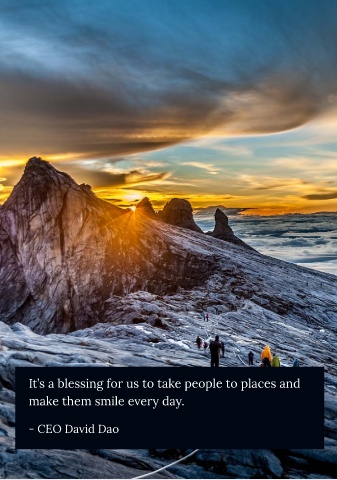 It's a blessing for us to take people to places and
make them smile every day.
- CEO David Dao